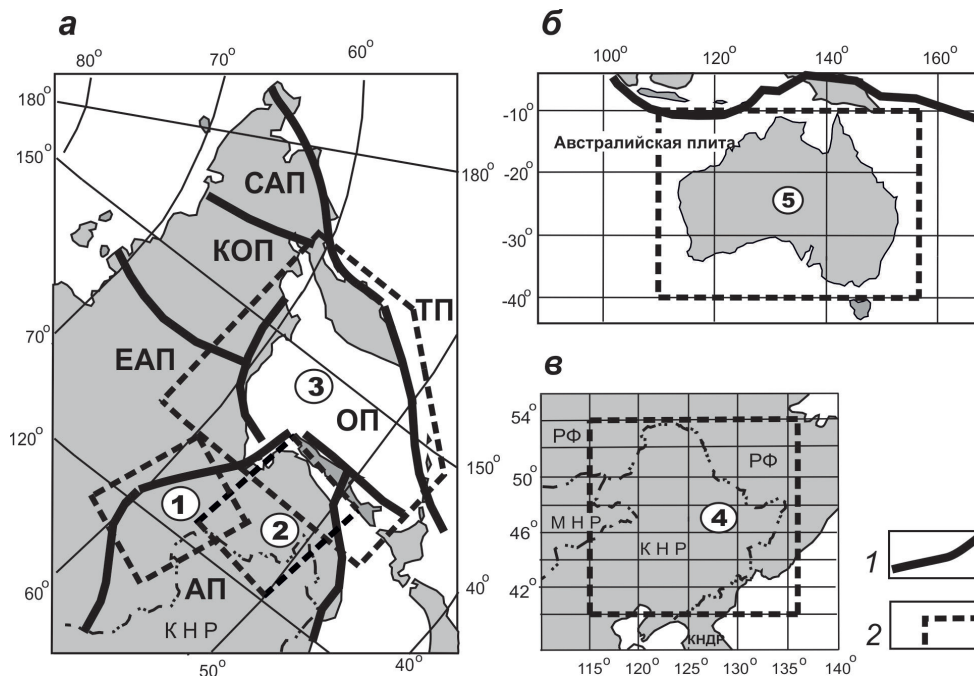 а
80°
70°
60°
180°
150°
180°
САП
КОП
ТП
70°
ЕАП
3
ОП
120°
150°
1
2
60°
АП
40°
КНР
50°
40°
б
100°
120°
140°
160
-10°
Австралийская плита
-20°
5
-30°
-40°
в
54°
РФ
РФ
50°
МНР
4
46°
КНР
42°
КНДР
115°
120°
125°
130°
135°
140°
1
2